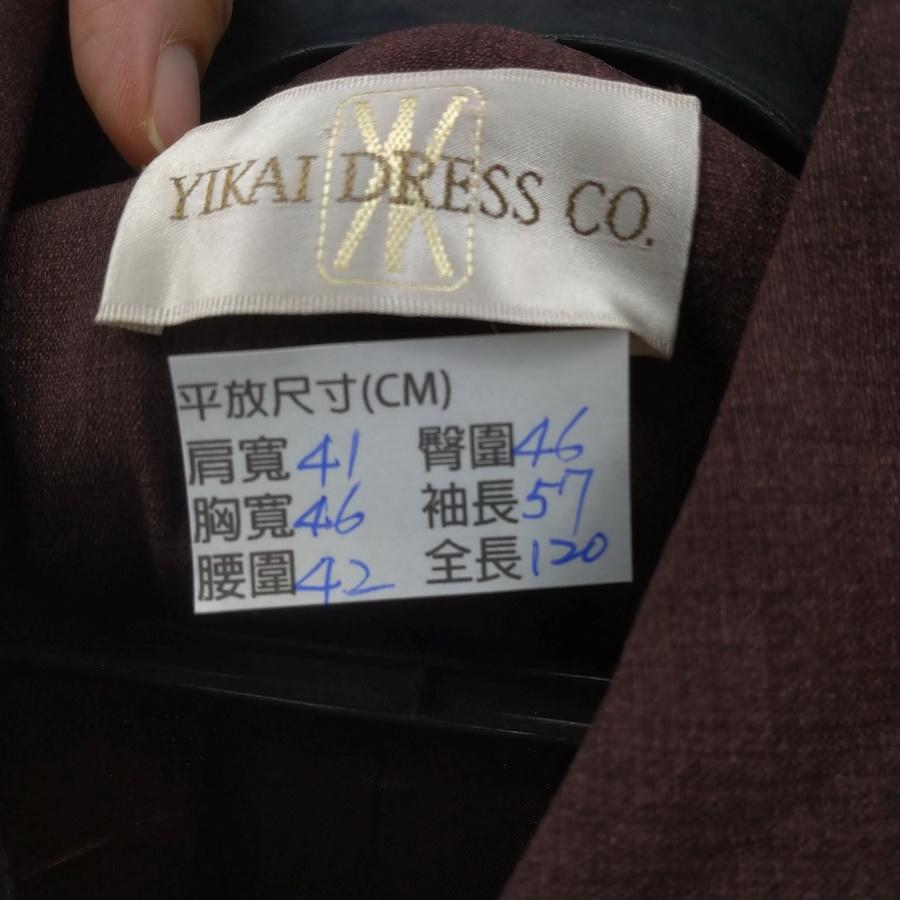 YIKAI DRESS CO.
平放尺寸(CM)
肩寬41 臀圍46
胸寬46 袖長57
腰圍42 全長120